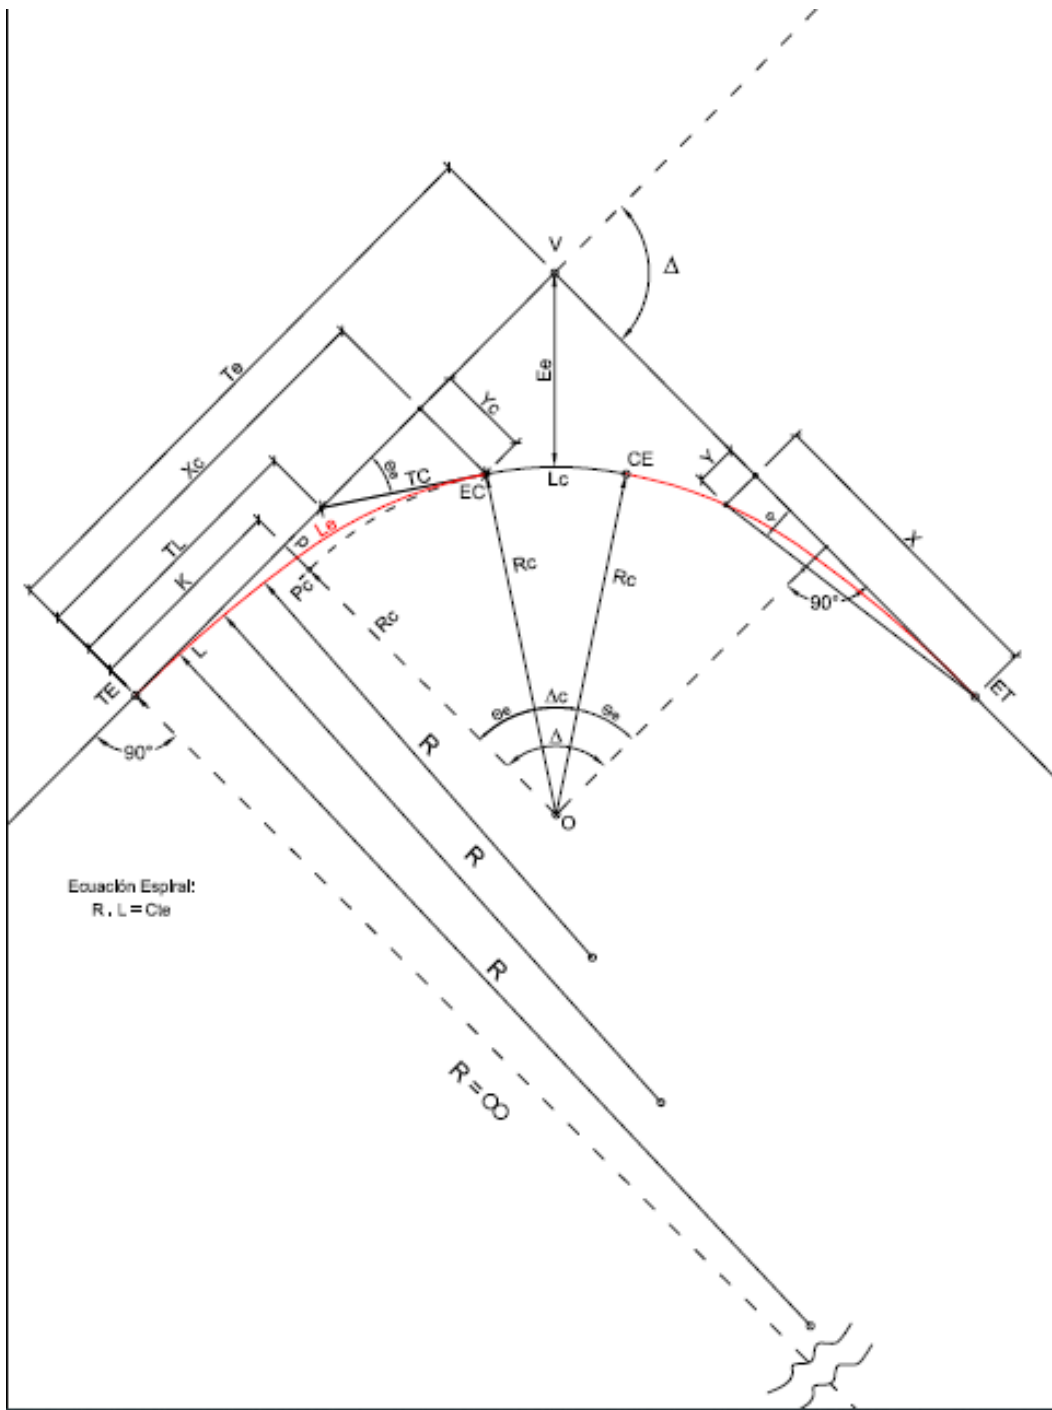 V
Δ
Te
Ee
Xc
Yc
Y
Θe
TC
EC
Lc
CE
X
TL
Le
P
K
Pc
Rc
Rc
Rc
90°
L
TE
ET
Δc
Θe
Θe
Δ
90°
R
O
R
Ecuación Espiral:
R . L = Cte
R
R = ∞